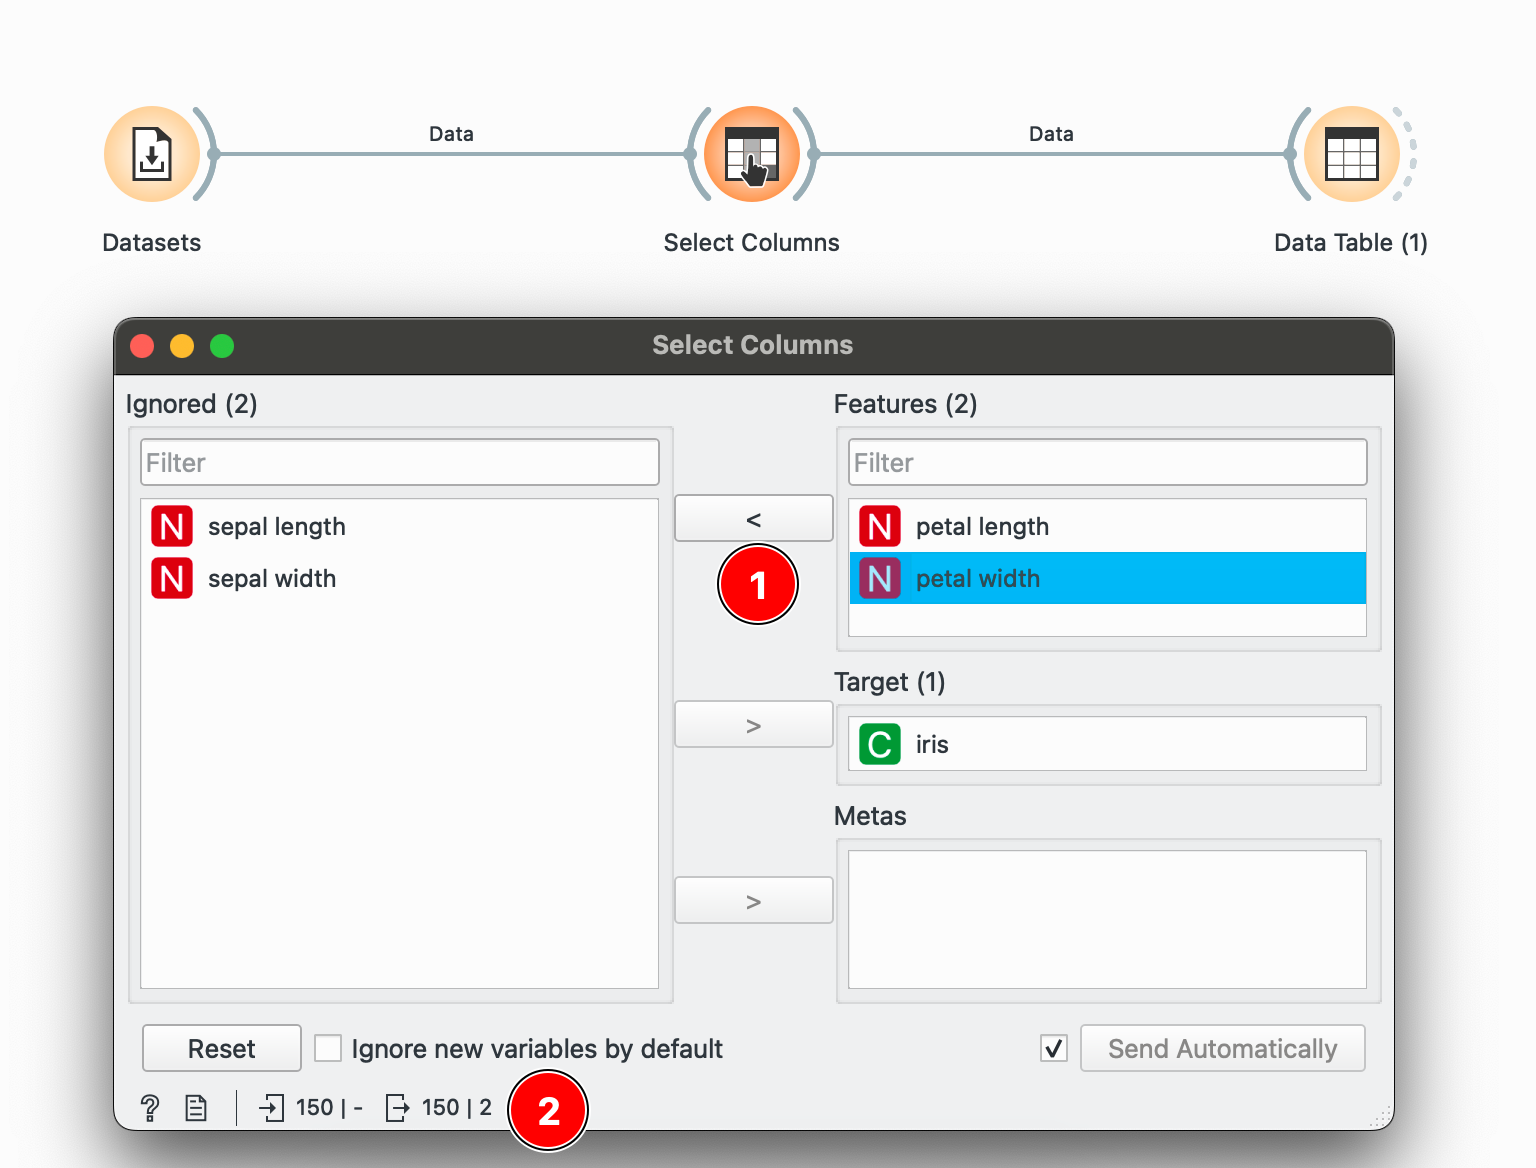 Data
Data
Datasets
Select Columns
Data Table (1)
Select Columns
Ignored (2)
Filter
N sepal length
N sepal width
<
1
>
>
Features (2)
Filter
N petal length
N petal width
Target (1)
C iris
Metas
Reset
Ignore new variables by default
Send Automatically
? 150 | - 150 | 2
2